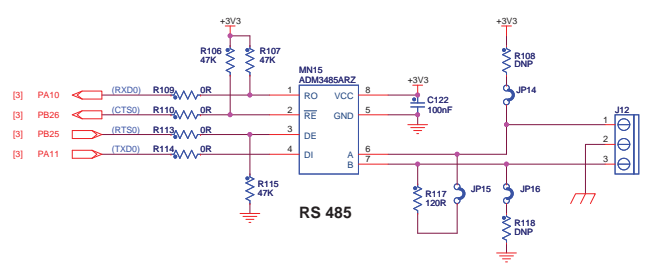 +3V3 +3V3
R106 47K R107 47K
MN15
ADM3485ARZ
R108 DNP
+3V3
JP14
[3] PA10 (RXD0) R109 0R 1 RO VCC 8
C122 100nF
J12
[3] PB26 (CTS0) R110 0R 2 RE GND 5
1
[3] PB25 (RTS0) R113 0R 3 DE
2
[3] PA11 (TXD0) R114 0R 4 DI A 6
B 7
3
R115 47K
R117 120R JP15 JP16
RS 485
R118 DNP